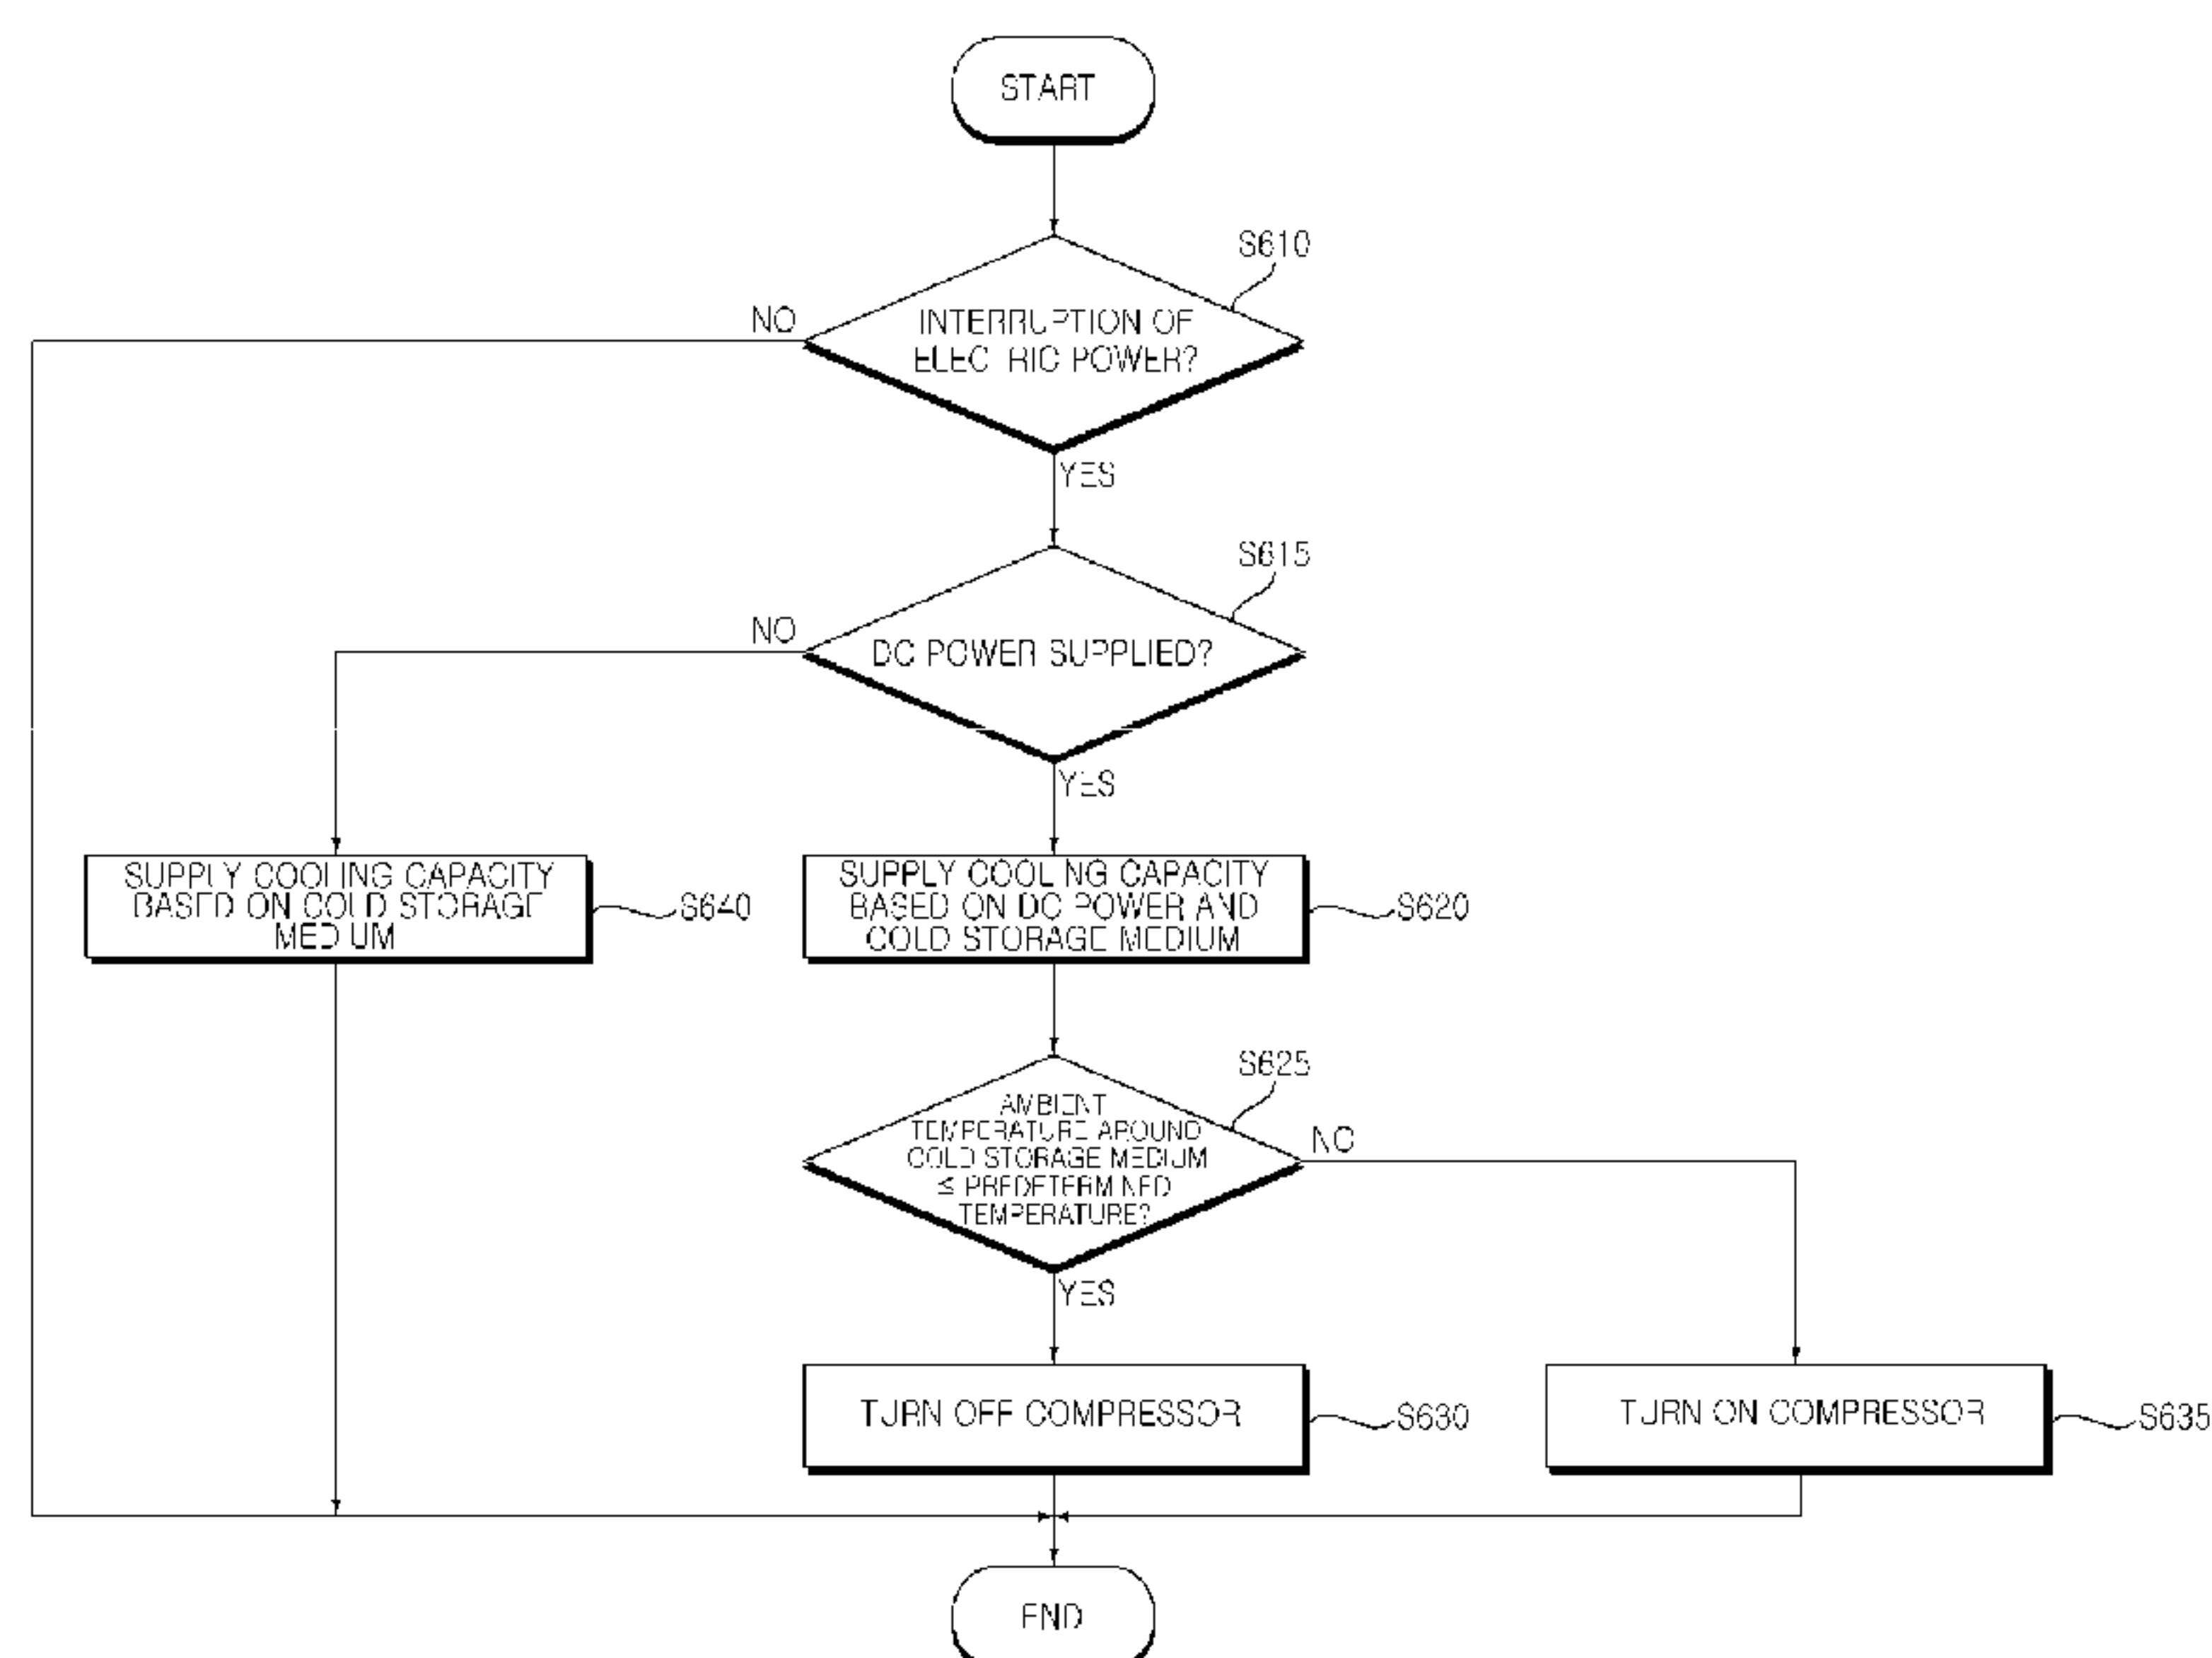 START
S610
NO
INTERRUPTION OF
ELECTRIC POWER?
YES
S615
NO
DC POWER SUPPLIED?
YES
SUPPLY COOLING CAPACITY
BASED ON COLD STORAGE
MEDIUM
S640
SUPPLY COOLING CAPACITY
BASED ON DC POWER AND
COLD STORAGE MEDIUM
S620
S625
AMBIENT
TEMPERATURE AROUND
COLD STORAGE MEDIUM
≤ PREDETERMINED
TEMPERATURE?
NO
YES
TURN OFF COMPRESSOR
S630
TURN ON COMPRESSOR
S635
END